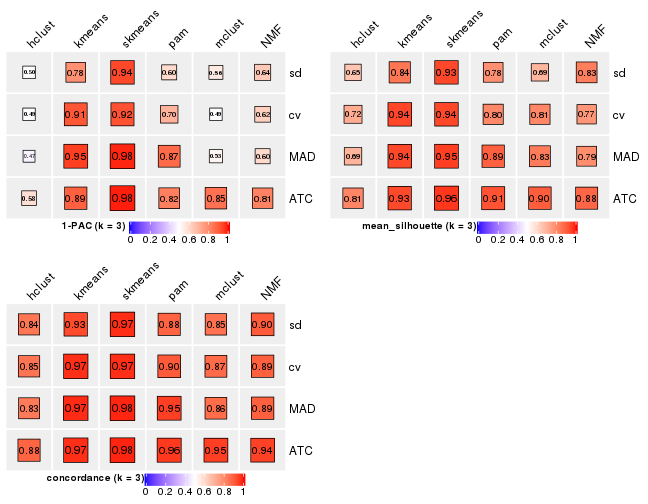 hclust kmeans skmeans pam mclust NMF
0.50 0.78 0.94 0.60 0.56 0.64 sd
0.49 0.91 0.92 0.70 0.49 0.62 cv
0.47 0.95 0.98 0.87 0.53 0.60 MAD
0.58 0.89 0.98 0.82 0.85 0.81 ATC
1-PAC (k = 3)
0 0.2 0.4 0.6 0.8 1
hclust kmeans skmeans pam mclust NMF
0.65 0.84 0.93 0.78 0.69 0.83 sd
0.72 0.94 0.94 0.80 0.81 0.77 cv
0.69 0.94 0.95 0.89 0.83 0.79 MAD
0.81 0.93 0.96 0.91 0.90 0.88 ATC
mean_silhouette (k = 3)
0 0.2 0.4 0.6 0.8 1
hclust kmeans skmeans pam mclust NMF
0.84 0.93 0.97 0.88 0.85 0.90 sd
0.85 0.97 0.97 0.90 0.87 0.89 cv
0.83 0.97 0.98 0.95 0.86 0.89 MAD
0.88 0.97 0.98 0.96 0.95 0.94 ATC
concordance (k = 3)
0 0.2 0.4 0.6 0.8 1